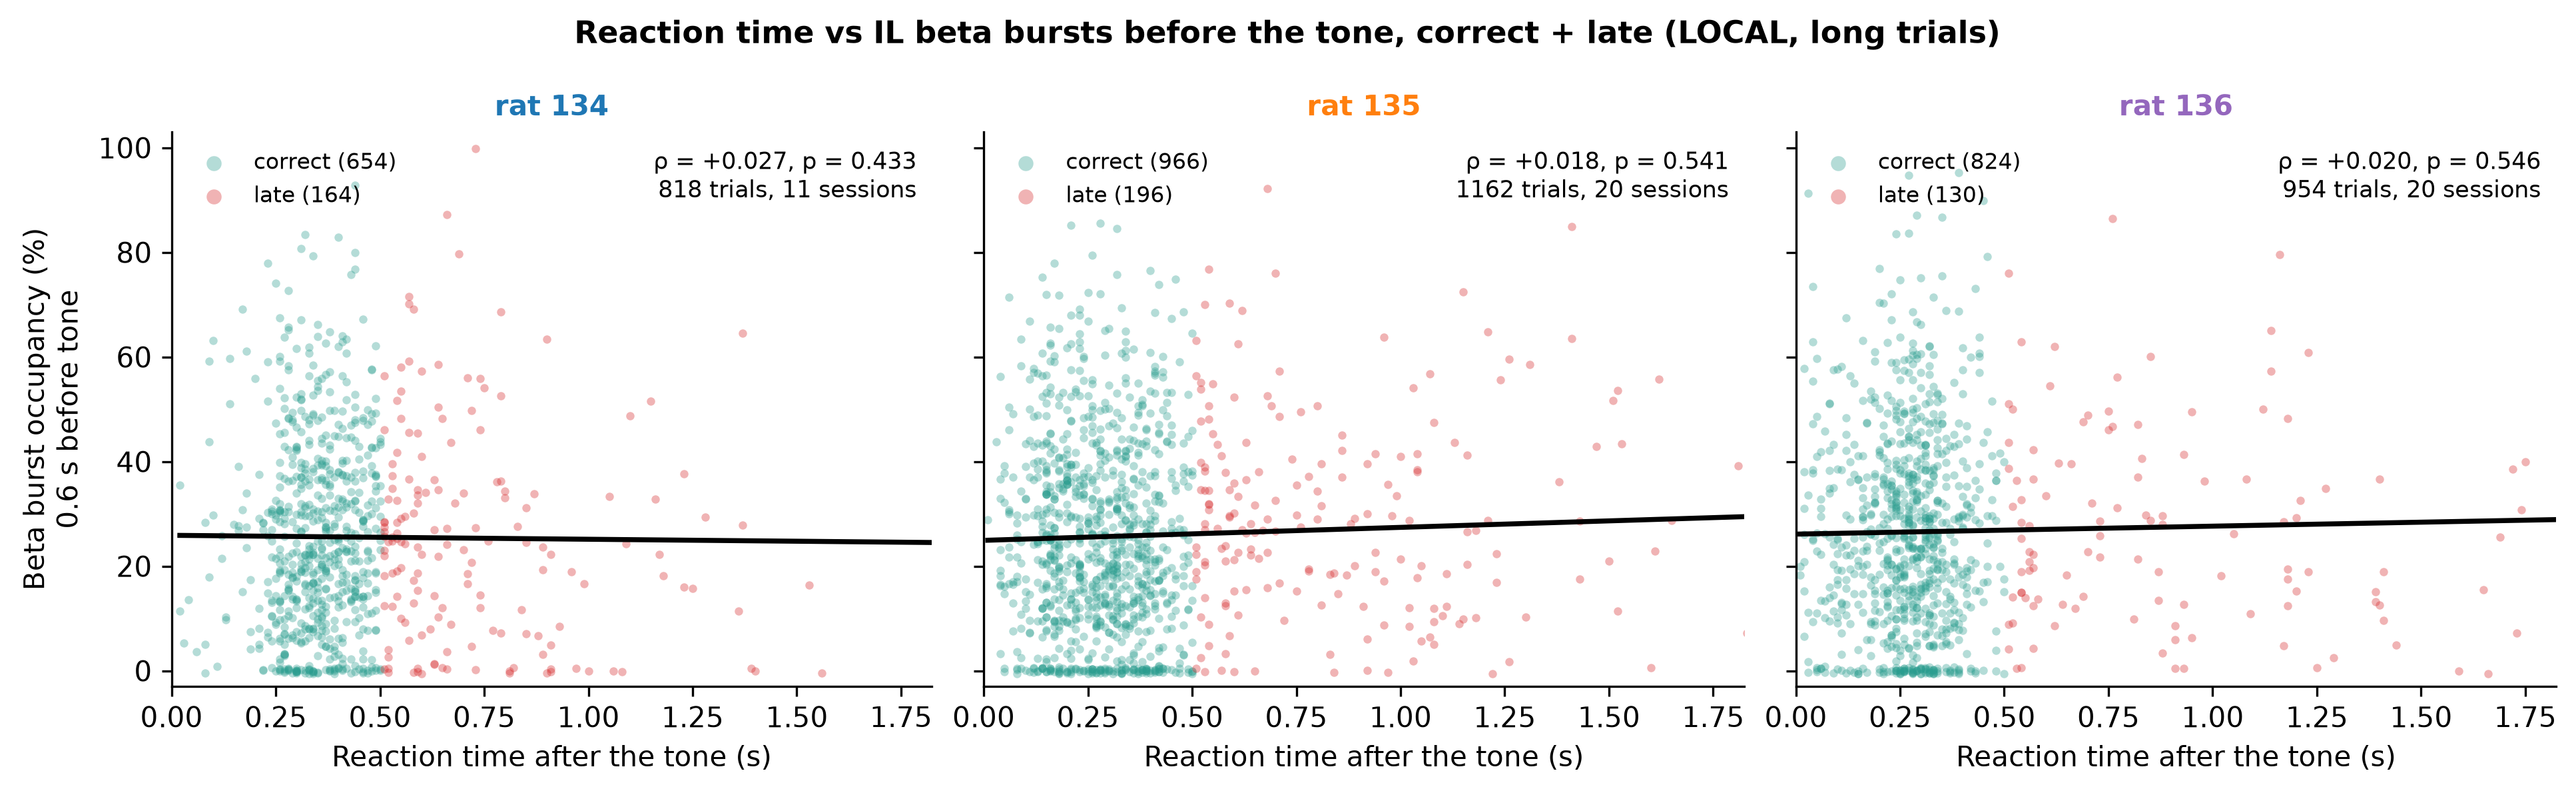 Reaction time vs IL beta bursts before the tone, correct + late (LOCAL, long trials)
rat 134
correct (654)
late (164)
ρ = +0.027, p = 0.433
818 trials, 11 sessions
Beta burst occupancy (%)
0.6 s before tone
100
80
60
40
20
0
0.00 0.25 0.50 0.75 1.00 1.25 1.50 1.75
Reaction time after the tone (s)
rat 135
correct (966)
late (196)
ρ = +0.018, p = 0.541
1162 trials, 20 sessions
0.00 0.25 0.50 0.75 1.00 1.25 1.50 1.75
Reaction time after the tone (s)
rat 136
correct (824)
late (130)
ρ = +0.020, p = 0.546
954 trials, 20 sessions
0.00 0.25 0.50 0.75 1.00 1.25 1.50 1.75
Reaction time after the tone (s)